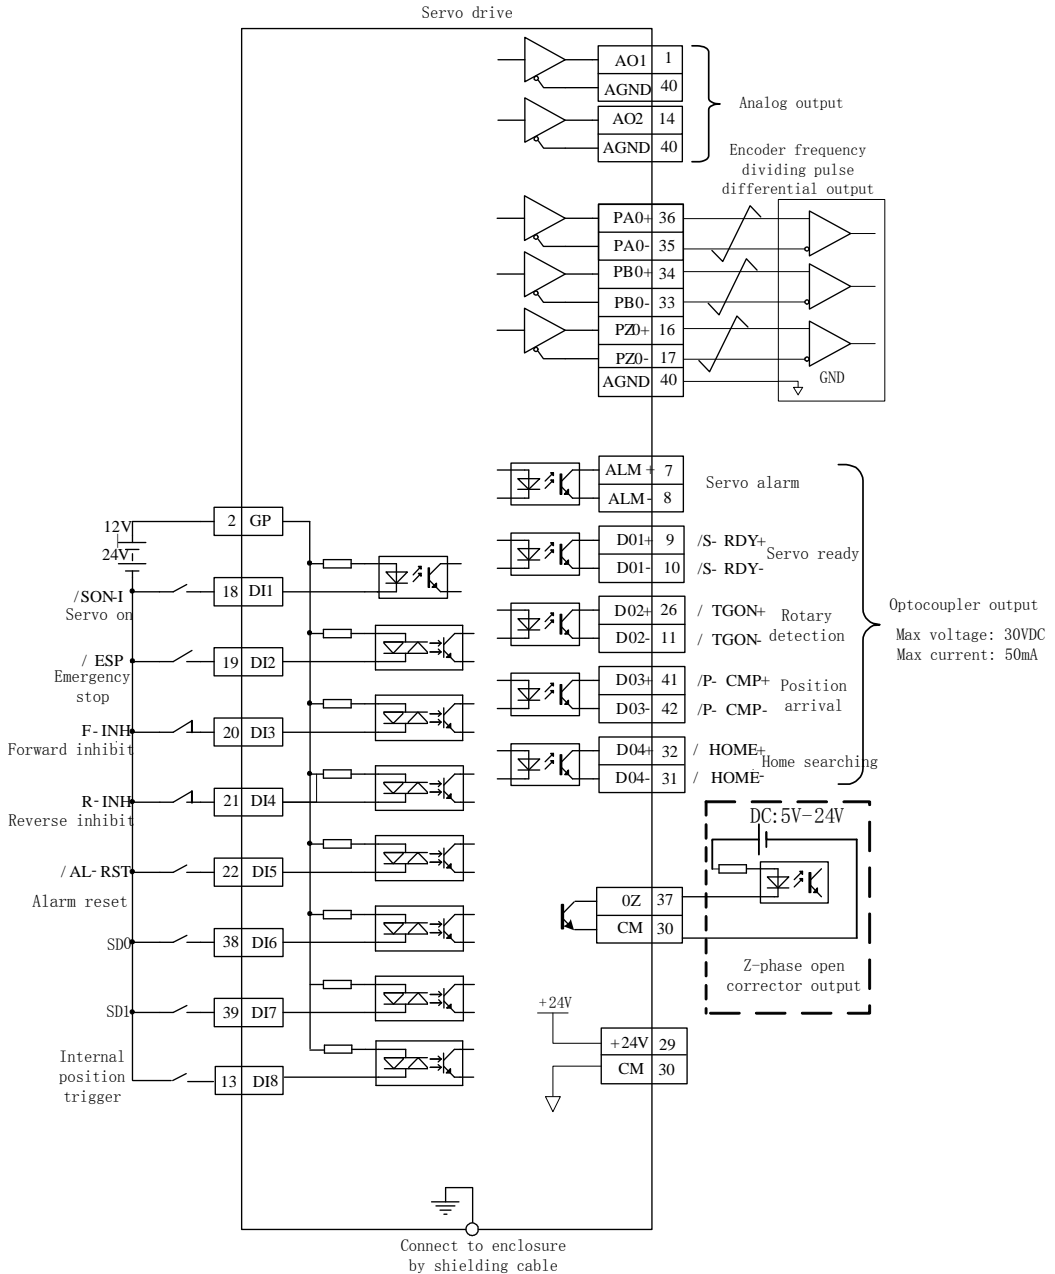 Servo drive
AO1 1
AGND 40
AO2 14
AGND 40
Analog output
Encoder frequency
dividing pulse
differential output
PA0+ 36
PA0- 35
PB0+ 34
PB0- 33
PZ0+ 16
PZ0- 17
AGND 40
GND
ALM + 7
ALM- 8
Servo alarm
D01+ 9 /S- RDY+
D01- 10 /S- RDY-
Servo ready
D02+ 26 / TGON+
D02- 11 / TGON-
Rotary
detection
D03+ 41 /P- CMP+
D03- 42 /P- CMP-
Position
arrival
D04+ 32 / HOME+
D04- 31 / HOME-
Home searching
Optocoupler output
Max voltage: 30VDC
Max current: 50mA
12V
24V
2 GP
/SON-I
Servo on
18 DI1
/ ESP
Emergency
stop
19 DI2
F- INH
Forward inhibit
20 DI3
R- INH
Reverse inhibit
21 DI4
/ AL- RST
Alarm reset
22 DI5
SD0
38 DI6
SD1
39 DI7
Internal
position
trigger
13 DI8
DC:5V-24V
0Z 37
CM 30
Z-phase open
corrector output
+24V
+24V 29
CM 30
Connect to enclosure
by shielding cable